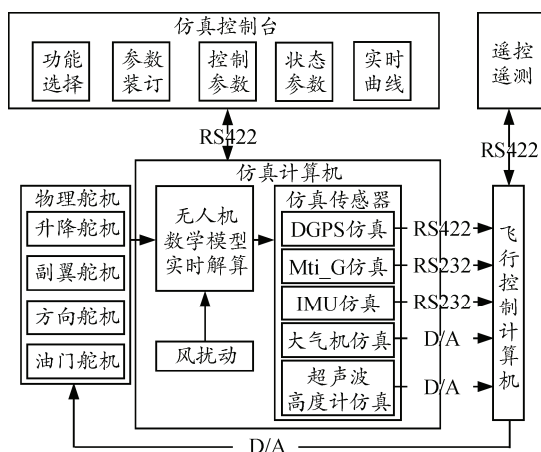 仿真控制台
功能
选择
参数
装订
控制
参数
状态
参数
实时
曲线
遥控
遥测
RS422
RS422
仿真计算机
物理舵机
升降舵机
副翼舵机
方向舵机
油门舵机
无人机
数学模型
实时解算
风扰动
仿真传感器
DGPS仿真
Mti_G仿真
IMU仿真
大气机仿真
超声波
高度计仿真
RS422
RS232
RS232
D/A
D/A
飞行控制计算机
D/A